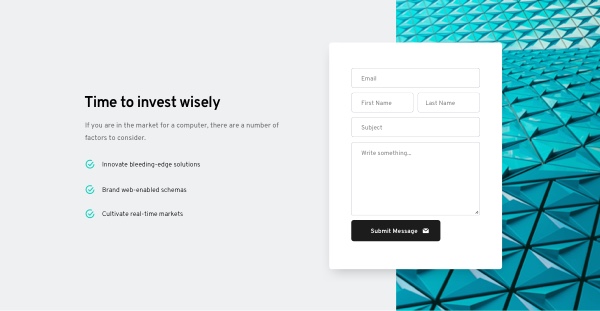 Time to invest wisely
If you are in the market for a computer, there are a number of
factors to consider.
Innovate bleeding-edge solutions
Brand web-enabled schemas
Cultivate real-time markets
Email
First Name
Last Name
Subject
Write something...
Submit Message